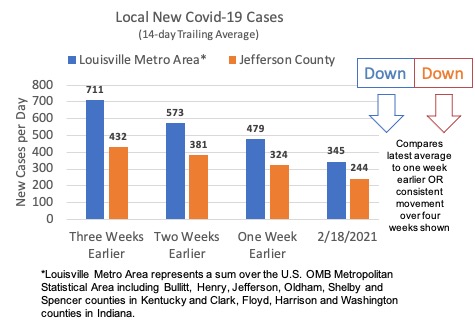 Local New Covid-19 Cases
(14-day Trailing Average)
Louisville Metro Area* Jefferson County
New Cases per Day
800
700
600
500
400
300
200
100
0
711
432
573
381
479
324
345
244
Three Weeks
Earlier
Two Weeks
Earlier
One Week
Earlier
2/18/2021
Down Down
Compares
latest average
to one week
earlier OR
consistent
movement
over four
weeks shown
*Louisville Metro Area represents a sum over the U.S. OMB Metropolitan
Statistical Area including Bullitt, Henry, Jefferson, Oldham, Shelby and
Spencer counties in Kentucky and Clark, Floyd, Harrison and Washington
counties in Indiana.